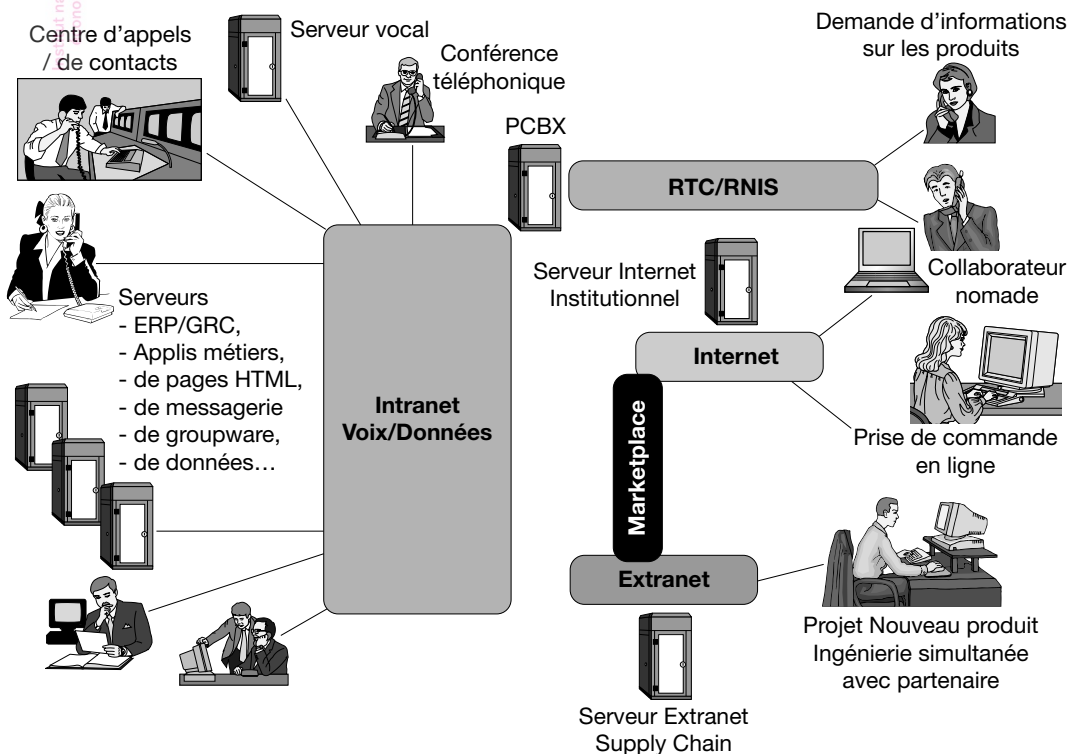 Centre d'appels
/ de contacts
Serveur vocal
Conférence
téléphonique
PCBX
Demande d'informations
sur les produits
RTC/RNIS
Serveur Internet
Institutionnel
Collaborateur
nomade
Serveurs
- ERP/GRC,
- Applis métiers,
- de pages HTML,
- de messagerie
- de groupware,
- de données…
Intranet
Voix/Données
Internet
Marketplace
Prise de commande
en ligne
Extranet
Projet Nouveau produit
Ingénierie simultanée
avec partenaire
Serveur Extranet
Supply Chain